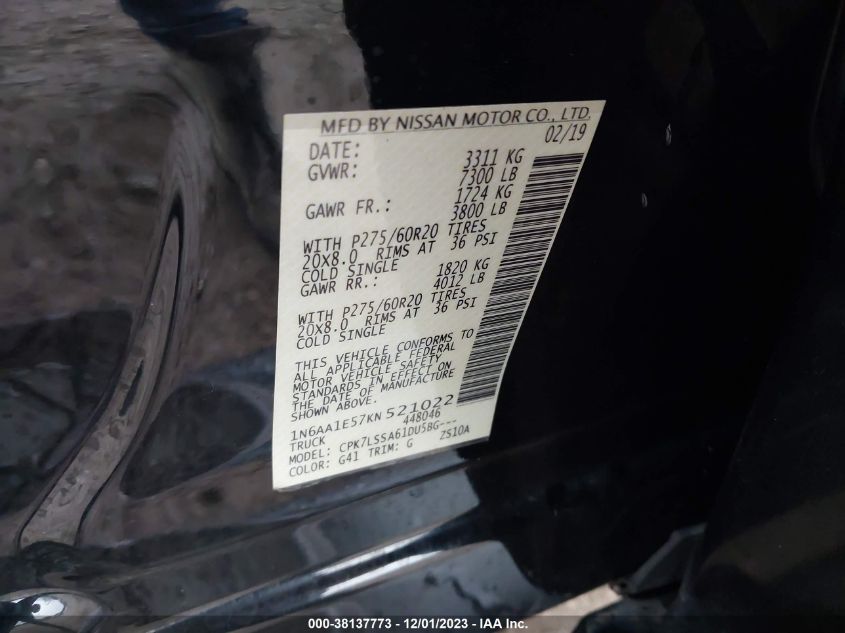 MFD BY NISSAN MOTOR CO., LTD.
DATE: 02/19
GVWR: 3311 KG
7300 LB
GAWR FR.: 1724 KG
3800 LB
WITH P275/60R20 TIRES
20X8.0 RIMS AT 36 PSI
COLD SINGLE
GAWR RR.: 1820 KG
4012 LB
WITH P275/60R20 TIRES
20X8.0 RIMS AT 36 PSI
COLD SINGLE
THIS VEHICLE CONFORMS TO
ALL APPLICABLE FEDERAL
MOTOR VEHICLE SAFETY
STANDARDS IN EFFECT ON
THE DATE OF MANUFACTURE
SHOWN ABOVE.
1N6AA1E57KN 521022
TRUCK 448046
MODEL: CPK7LSSA61DU5BG---
COLOR: G41 TRIM: G ZS10A
000-38137773 - 12/01/2023 - IAA Inc.